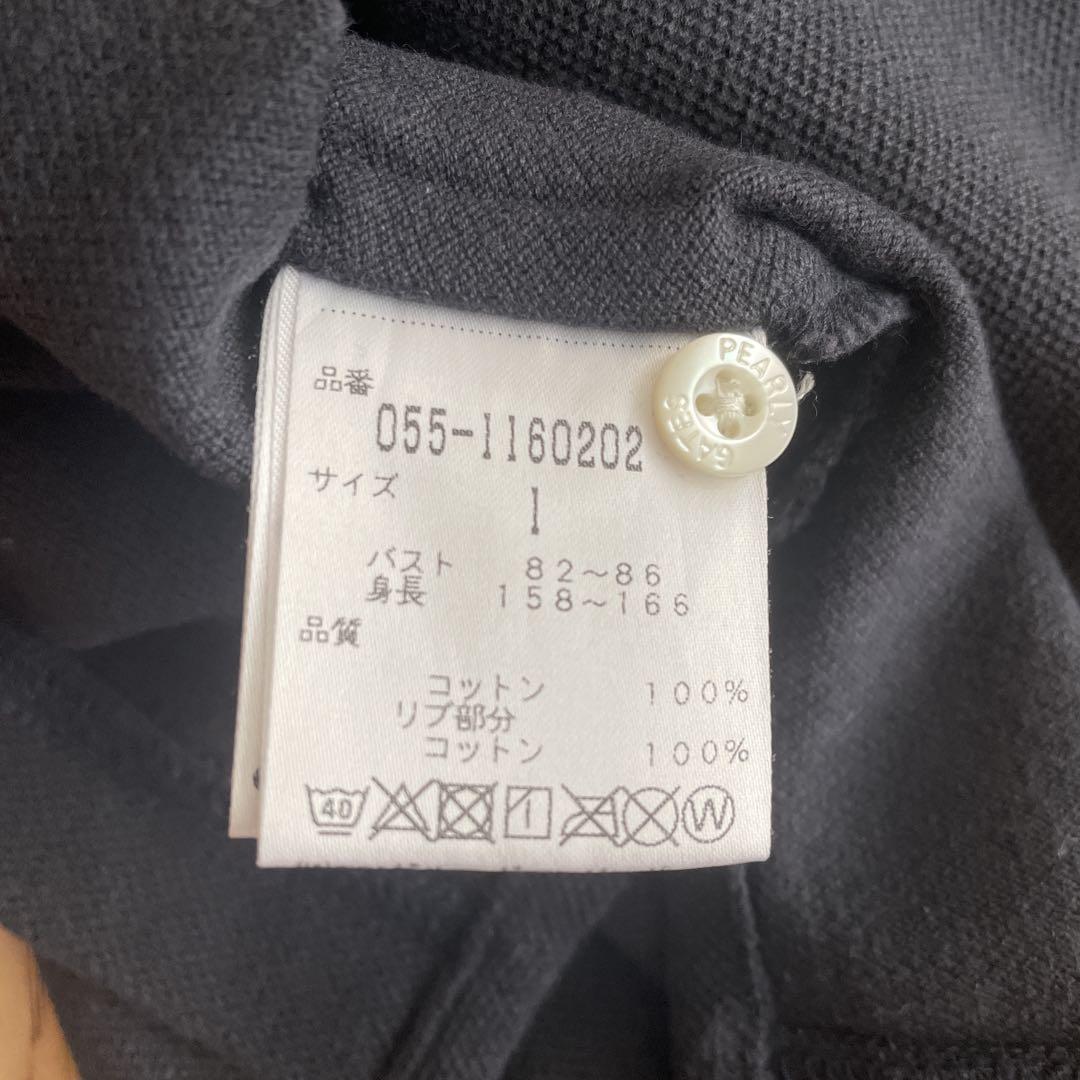 PEARLY
GATES
品番
055-1160202
サイズ
1
バスト 82～86
身長 158～166
品質
コットン 100%
リブ部分
コットン 100%
40
W